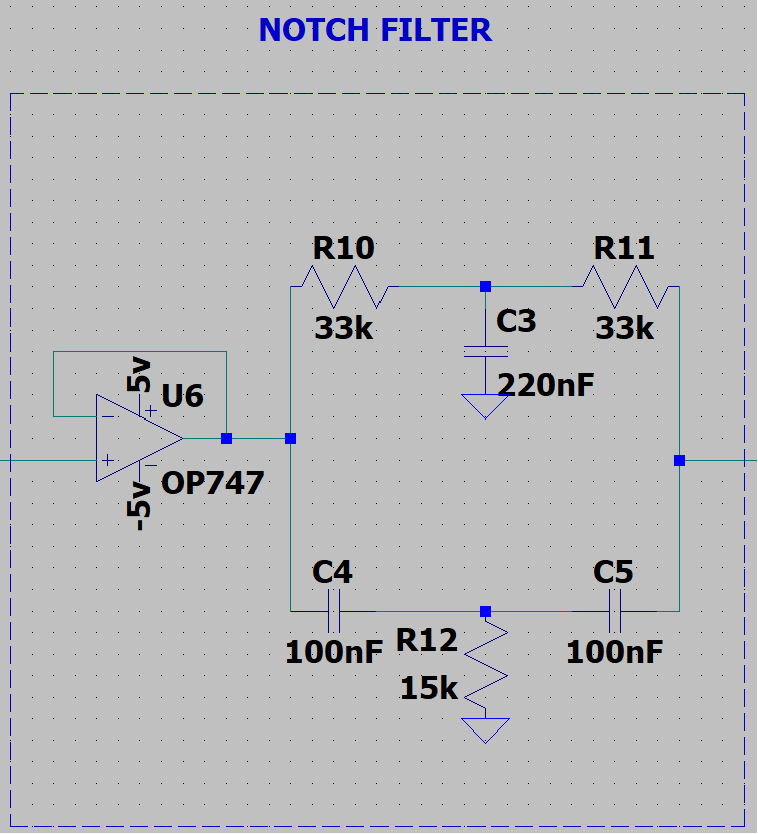 NOTCH FILTER
R10
R11
33k
33k
C3
220nF
5v
U6
+
−
+
−
OP747
-5v
C4
C5
100nF
R12
100nF
15k